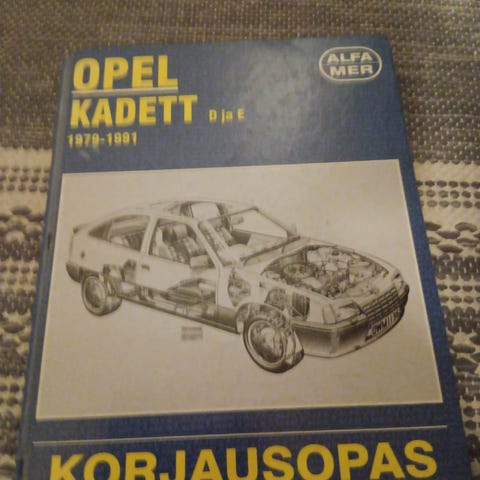 OPEL
KADETT D ja E
1979-1991
ALFA
MER
KORJAUSOPAS